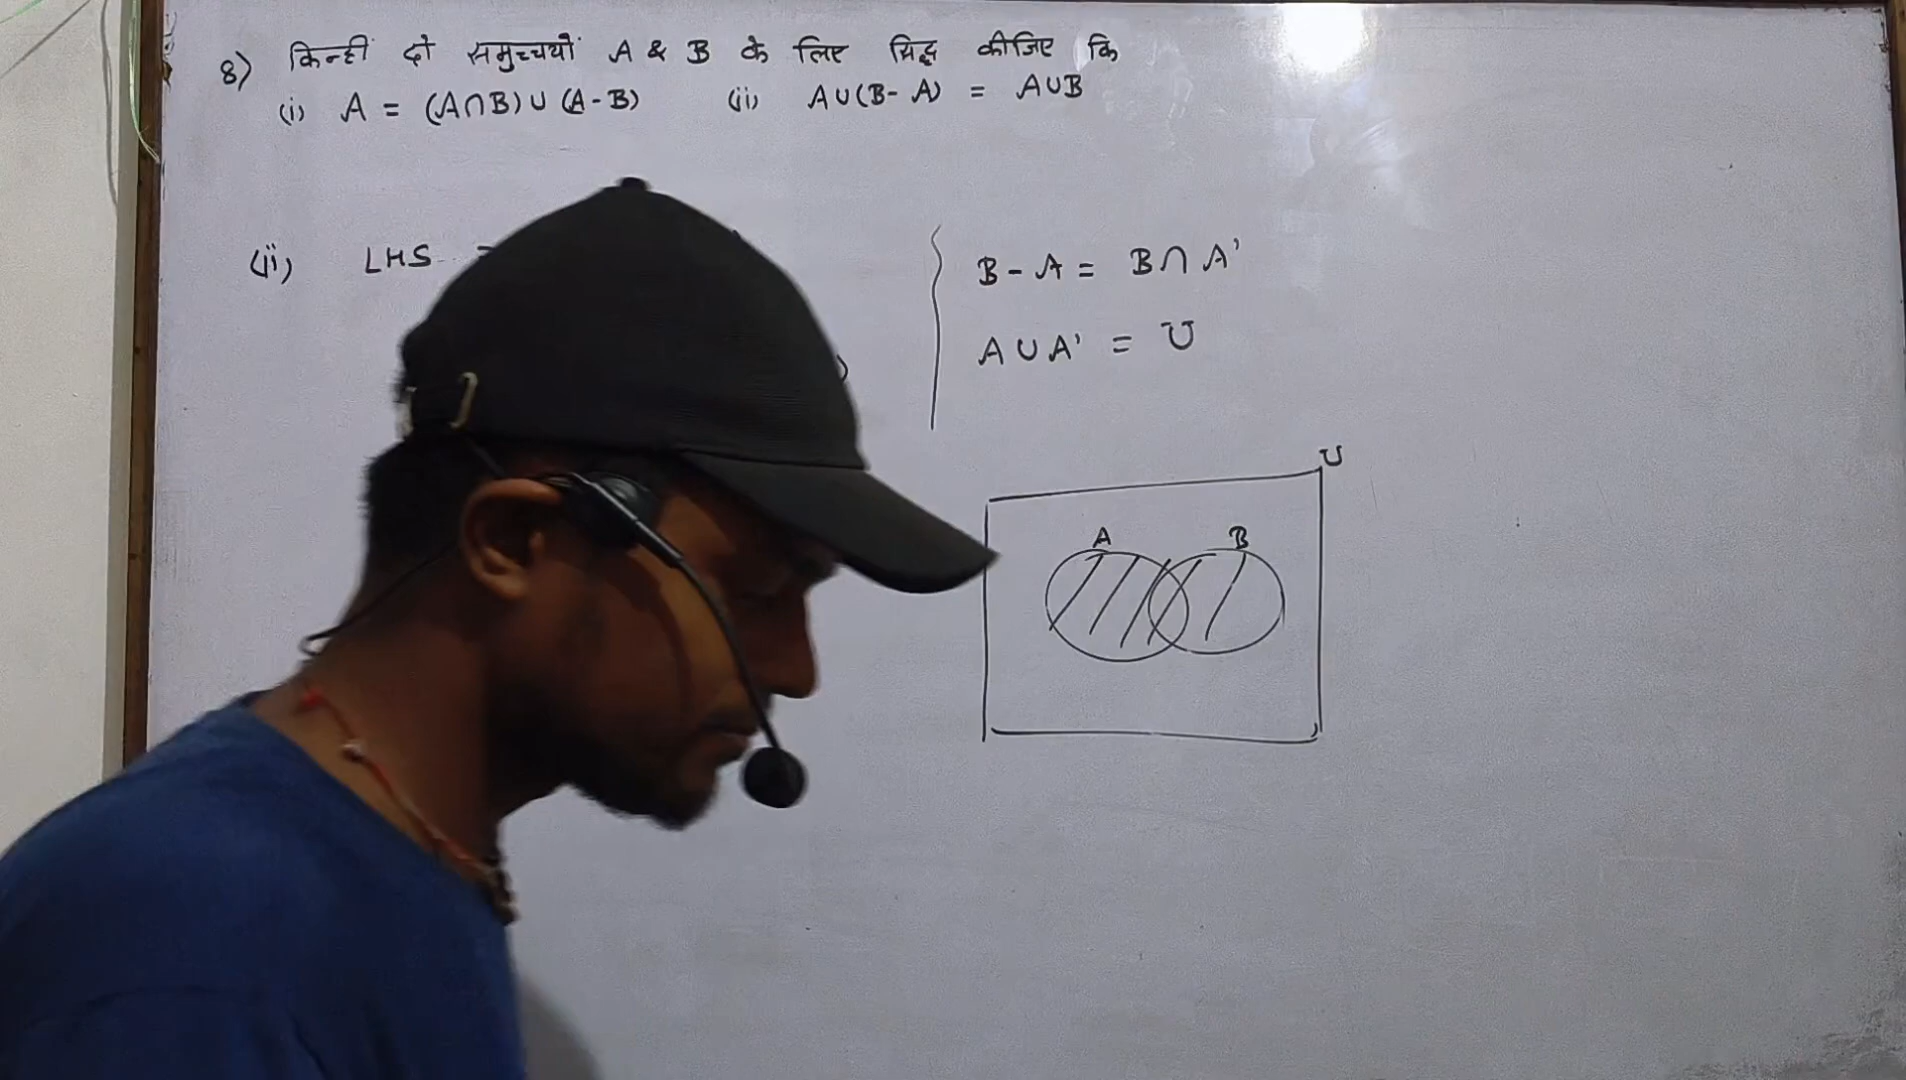 8) किन्हीं दो समुच्चयों A & B के लिए सिद्ध कीजिए कि
(i) A = (A∩B)∪(A-B) (ii) A∪(B-A) = A∪B
(ii) LHS =
B-A = B∩A'
A∪A' = U
U
A B